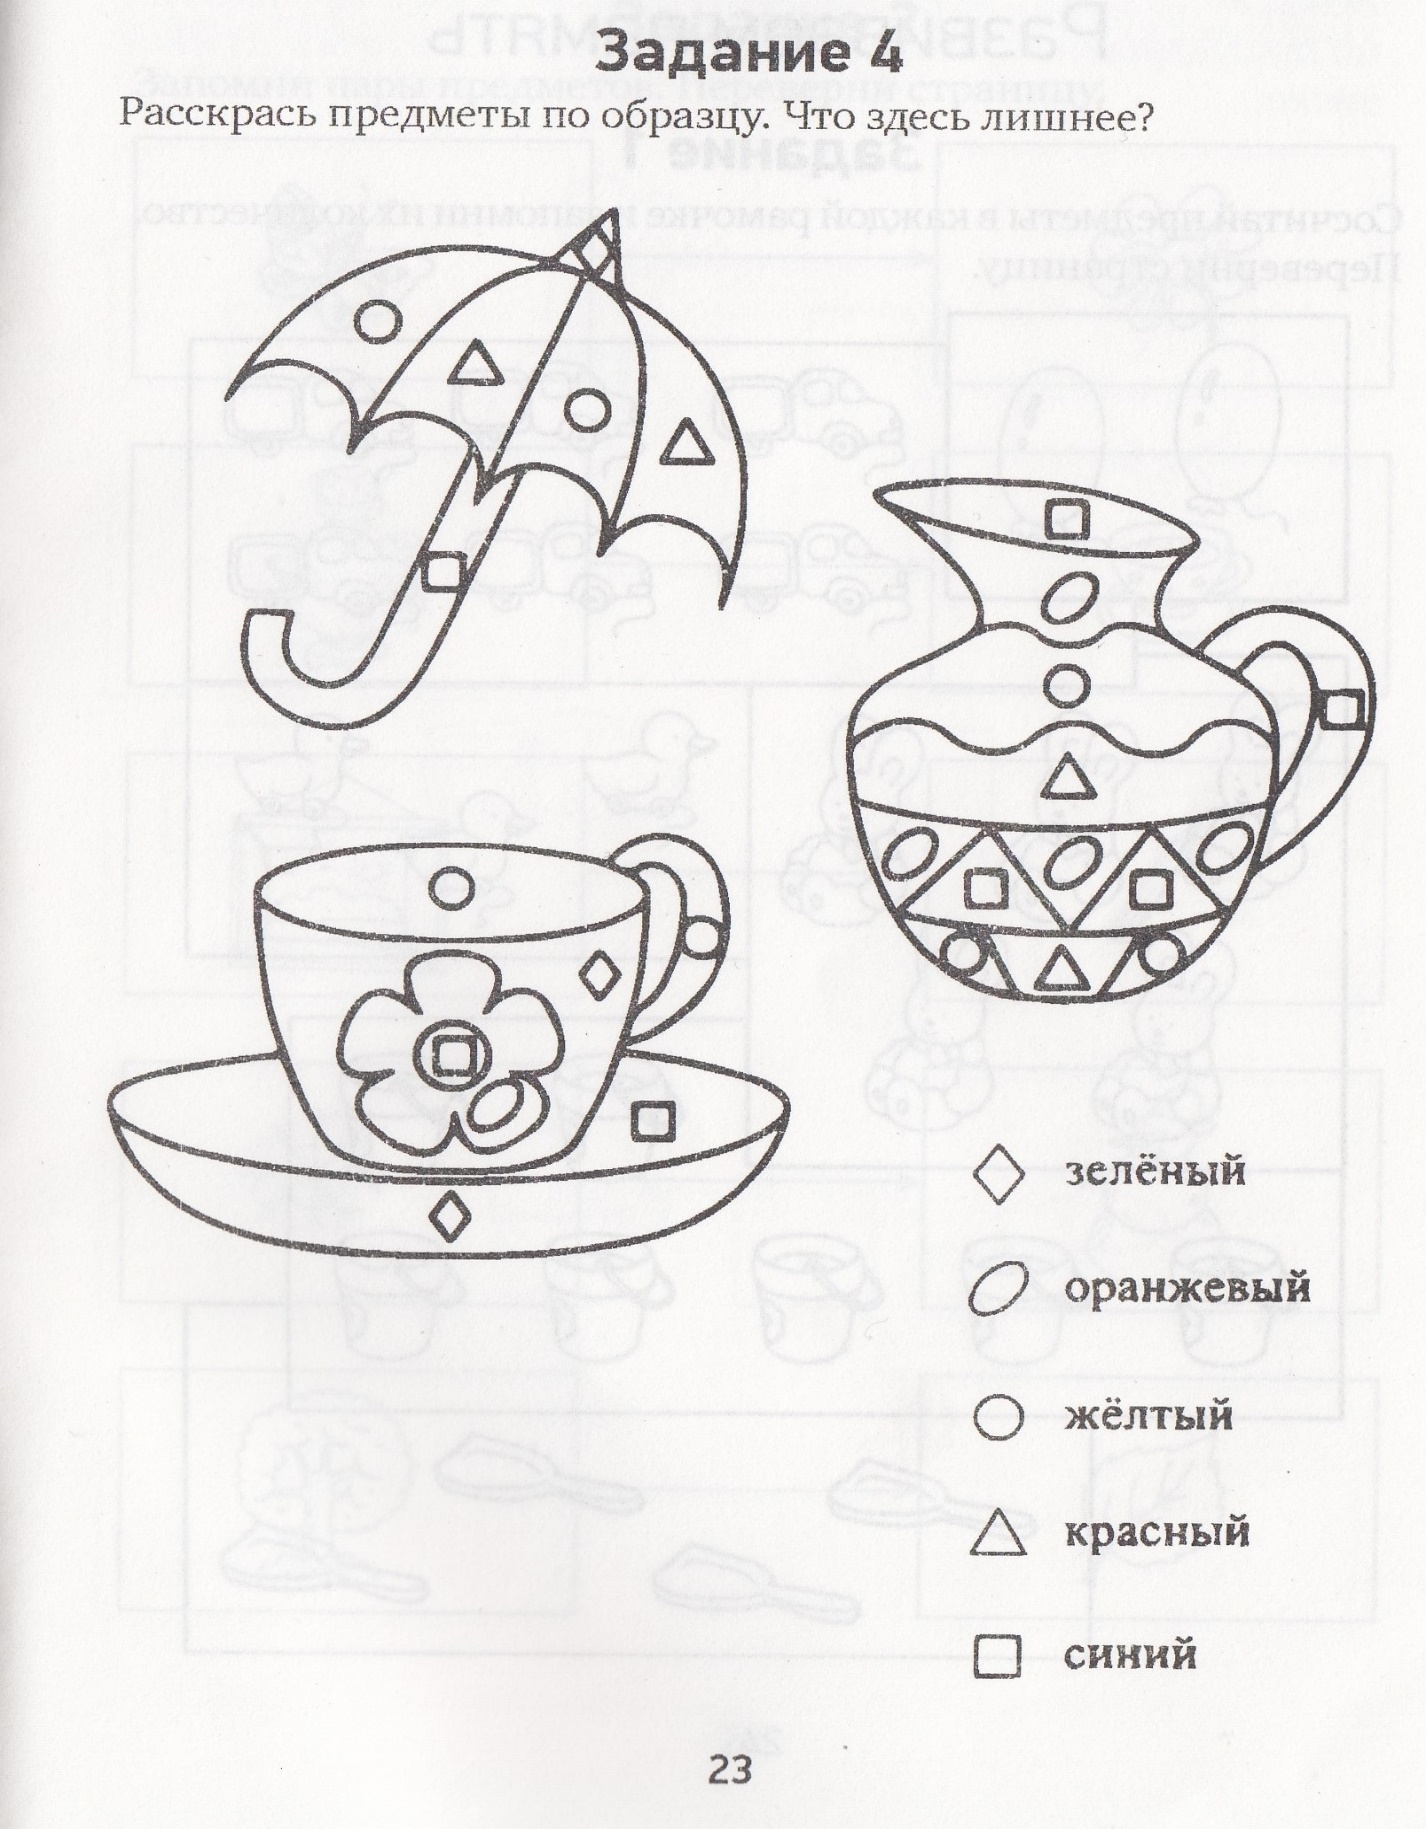 Задание 4
Расскрась предметы по образцу. Что здесь лишнее?
зелёный
оранжевый
жёлтый
красный
синий
23